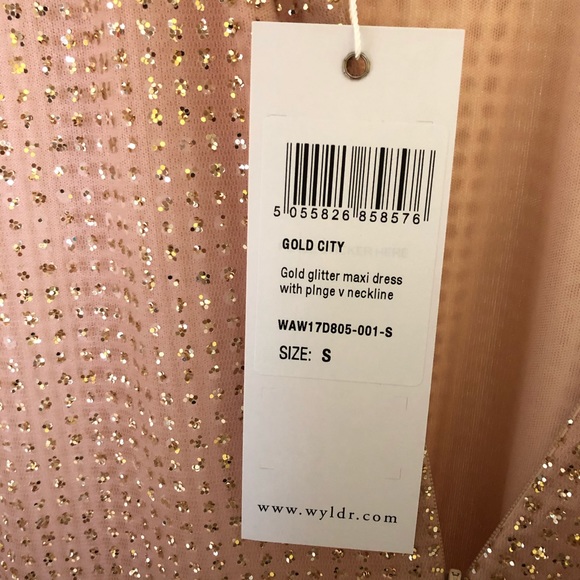 5 055826 858576
GOLD CITY
Gold glitter maxi dress
with plnge v neckline
WAW17D805-001-S
SIZE: S
www.wyldr.com